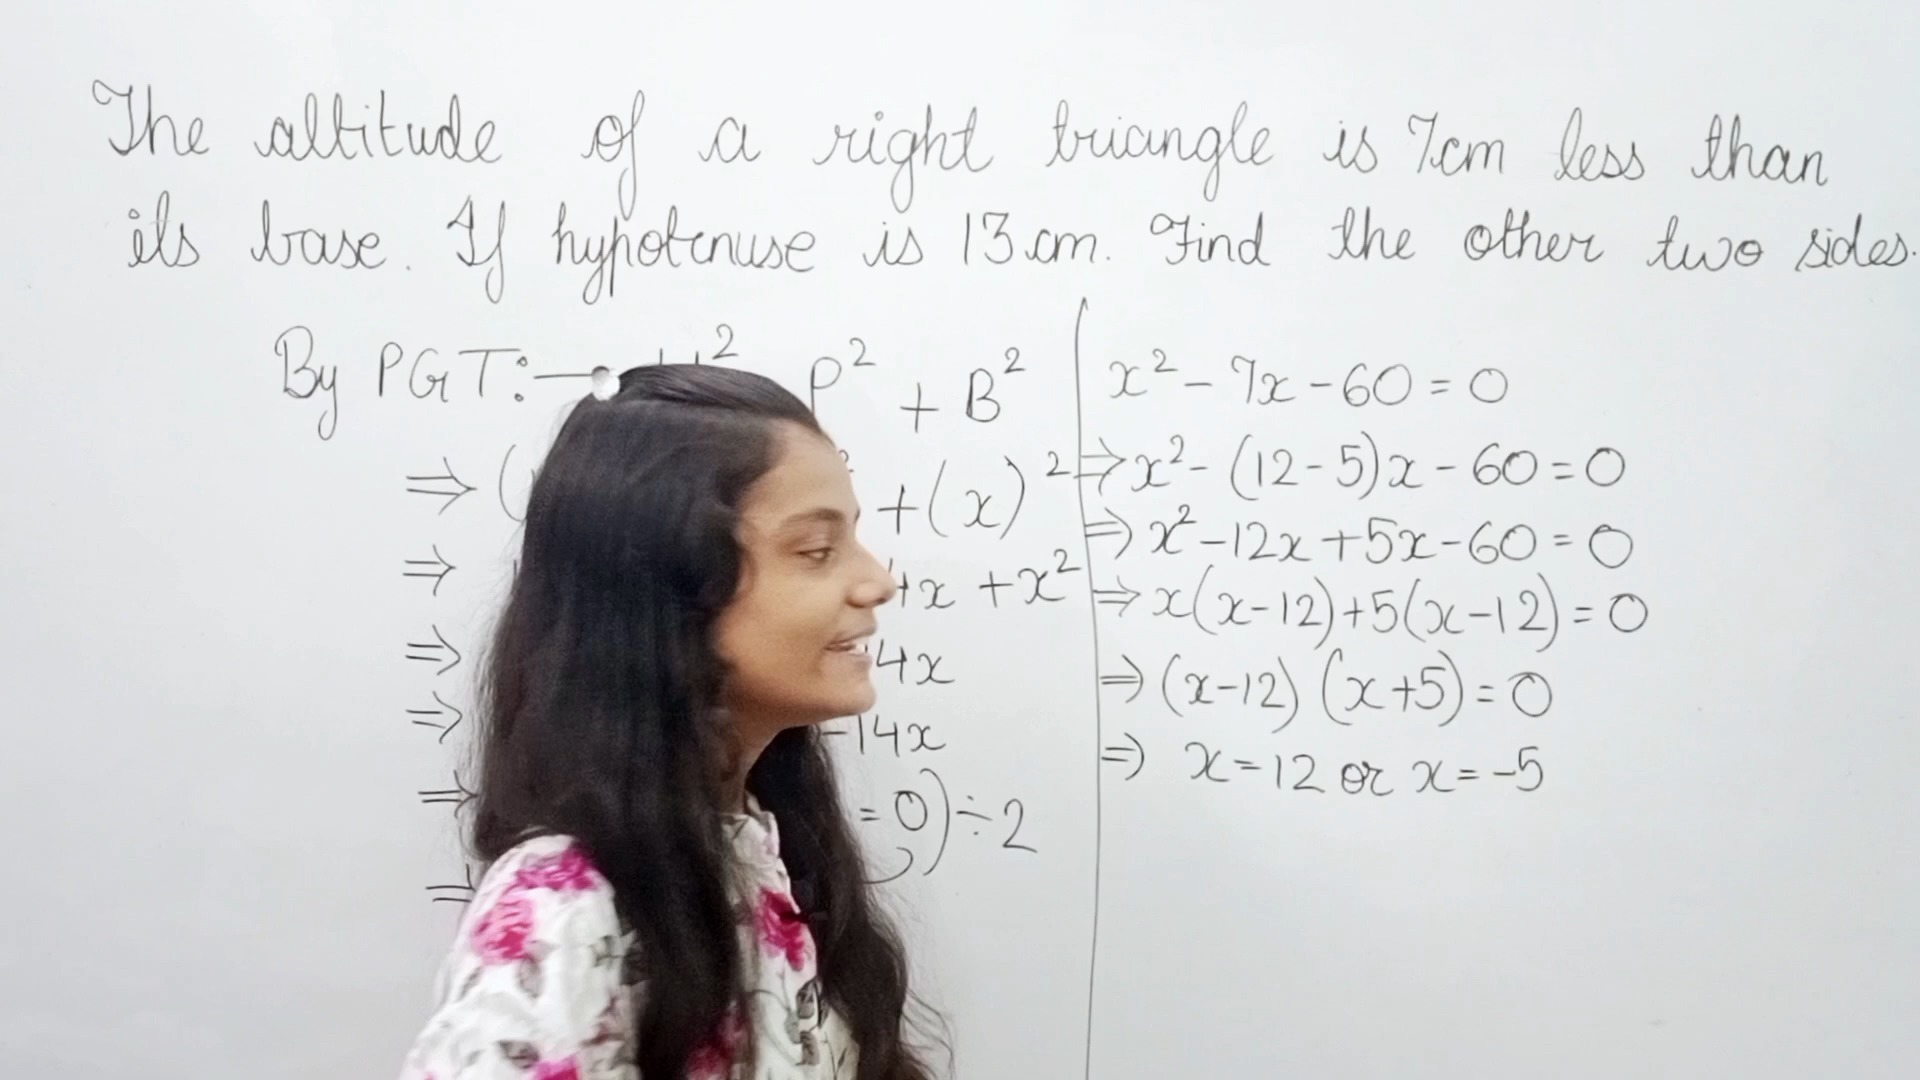 The altitude of a right triangle is 7cm less than
its base. If hypotenuse is 13cm. Find the other two sides.
By PGT:- ² P² + B²
⇒ ( + (x)²
⇒ 4x + x²
⇒ 4x
⇒ -14x
⇒ = 0) ÷ 2
⇒
x² - 7x - 60 = 0
⇒ x² - (12 - 5)x - 60 = 0
⇒ x² - 12x + 5x - 60 = 0
⇒ x(x - 12) + 5(x - 12) = 0
⇒ (x - 12) (x + 5) = 0
⇒ x = 12 or x = -5